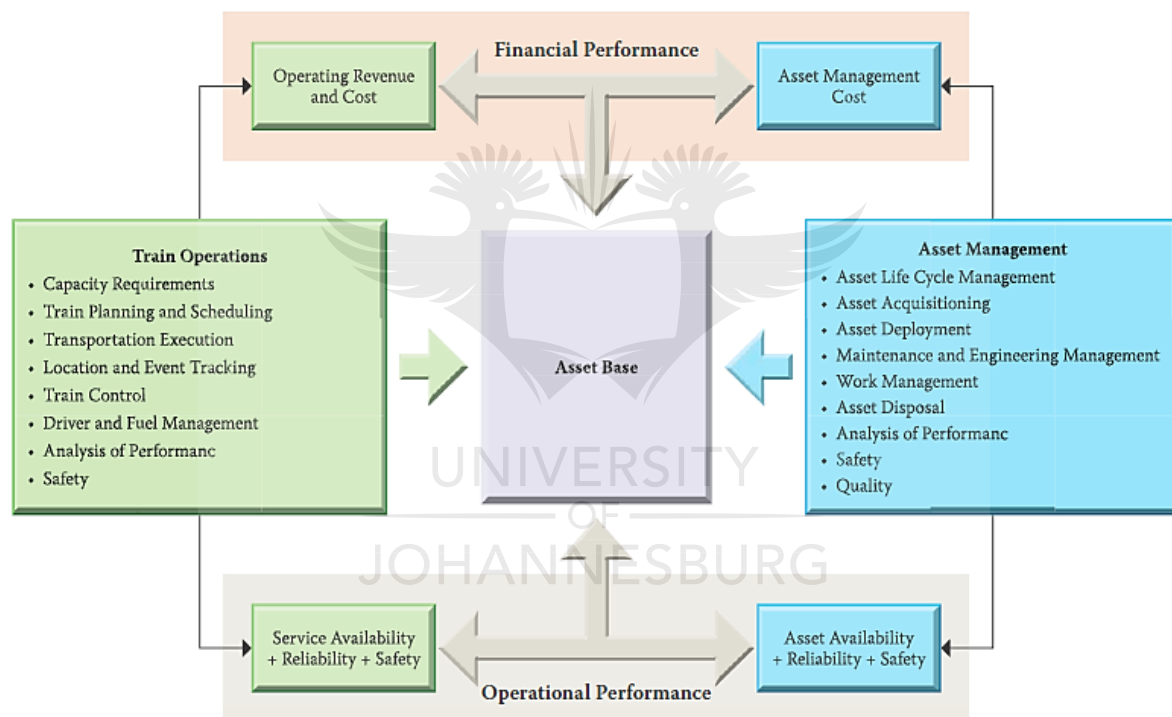 Financial Performance
Operating Revenue
and Cost
Asset Management
Cost
Train Operations
• Capacity Requirements
• Train Planning and Scheduling
• Transportation Execution
• Location and Event Tracking
• Train Control
• Driver and Fuel Management
• Analysis of Performanc
• Safety
Asset Base
Asset Management
• Asset Life Cycle Management
• Asset Acquisitioning
• Asset Deployment
• Maintenance and Engineering Management
• Work Management
• Asset Disposal
• Analysis of Performanc
• Safety
• Quality
UNIVERSITY
OF
JOHANNESBURG
Service Availability
+ Reliability + Safety
Asset Availability
+ Reliability + Safety
Operational Performance